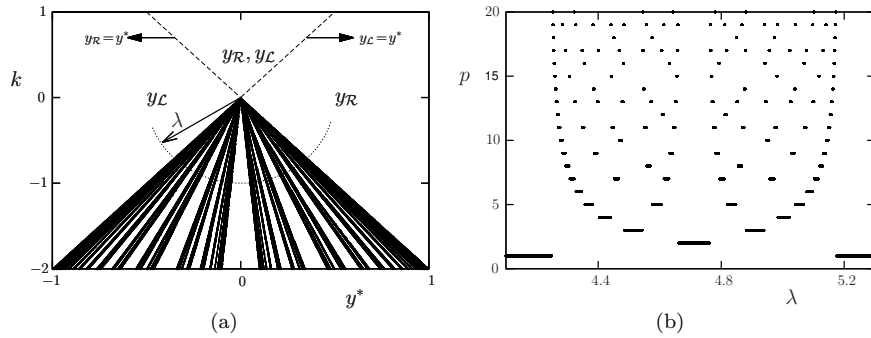 1
0
−1
−2
k
−1
0
1
y*
y_R=y*
y_L=y*
y_R, y_L
y_L
y_R
λ
(a)
20
15
10
5
0
p
4.4
4.8
5.2
λ
(b)